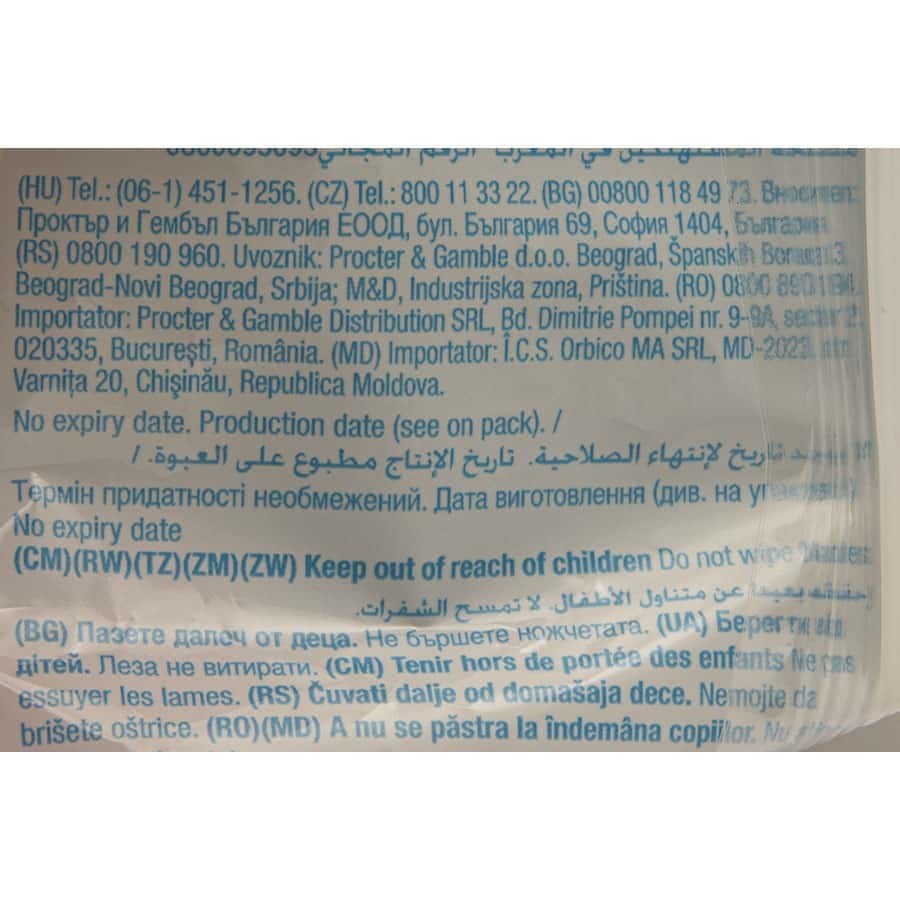 (HU) Tel.: (06-1) 451-1256. (CZ) Tel.: 800 11 33 22. (BG) 00800 118 49 73. Вносител:
Проктър и Гембъл България ЕООД, бул. България 69, София 1404, България.
(RS) 0800 190 960. Uvoznik: Procter & Gamble d.o.o. Beograd, Španskih
Beograd-Novi Beograd, Srbija; M&D, Industrijska zona, Priština. (RO) 0800
Importator: Procter & Gamble Distribution SRL, Bd. Dimitrie Pompei nr. 9-9A,
020335, București, România. (MD) Importator: Î.C.S. Orbico MA SRL, MD-2023,
Varnița 20, Chișinău, Republica Moldova.
No expiry date. Production date (see on pack). /
تاريخ لإنتهاء الصلاحية. تاريخ الإنتاج مطبوع على العبوة. /
Термін придатності необмежений. Дата виготовлення (див. на
No expiry date
(CM)(RW)(TZ)(ZM)(ZW) Keep out of reach of children Do not wipe
عن متناول الأطفال. لا تمسح الشفرات.
(BG) Пазете далеч от деца. Не бършете ножчетата. (UA) Берегти від
дітей. Леза не витирати. (CM) Tenir hors de portée des enfants Ne pas
essuyer les lames. (RS) Čuvati dalje od domašaja dece. Nemojte da
brišete oštrice. (RO)(MD) A nu se păstra la îndemâna copiilor. Nu